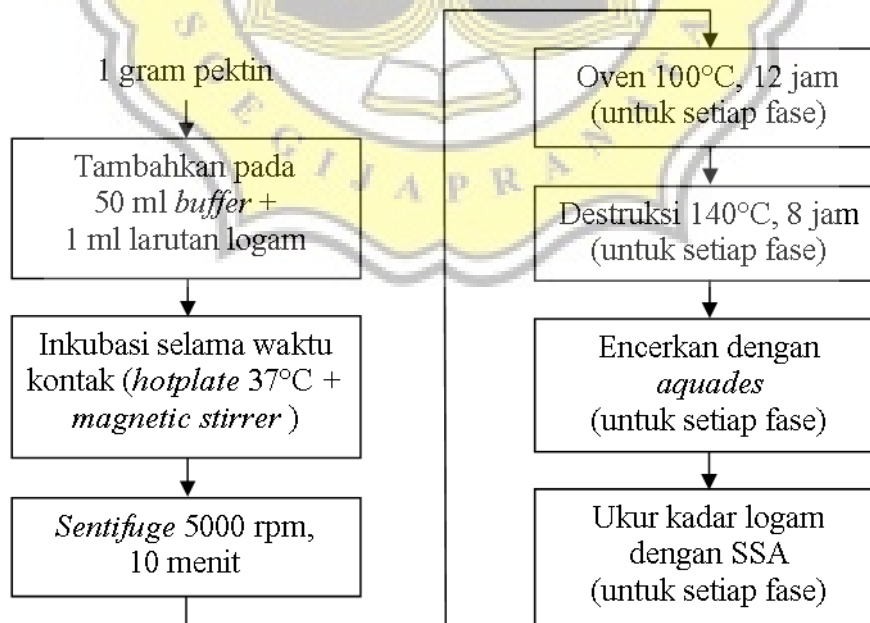 1 gram pektin
Tambahkan pada
50 ml buffer +
1 ml larutan logam
Inkubasi selama waktu
kontak (hotplate 37°C +
magnetic stirrer )
Sentifuge 5000 rpm,
10 menit
Oven 100°C, 12 jam
(untuk setiap fase)
Destruksi 140°C, 8 jam
(untuk setiap fase)
Encerkan dengan
aquades
(untuk setiap fase)
Ukur kadar logam
dengan SSA
(untuk setiap fase)
SOEGIJAPRANATA